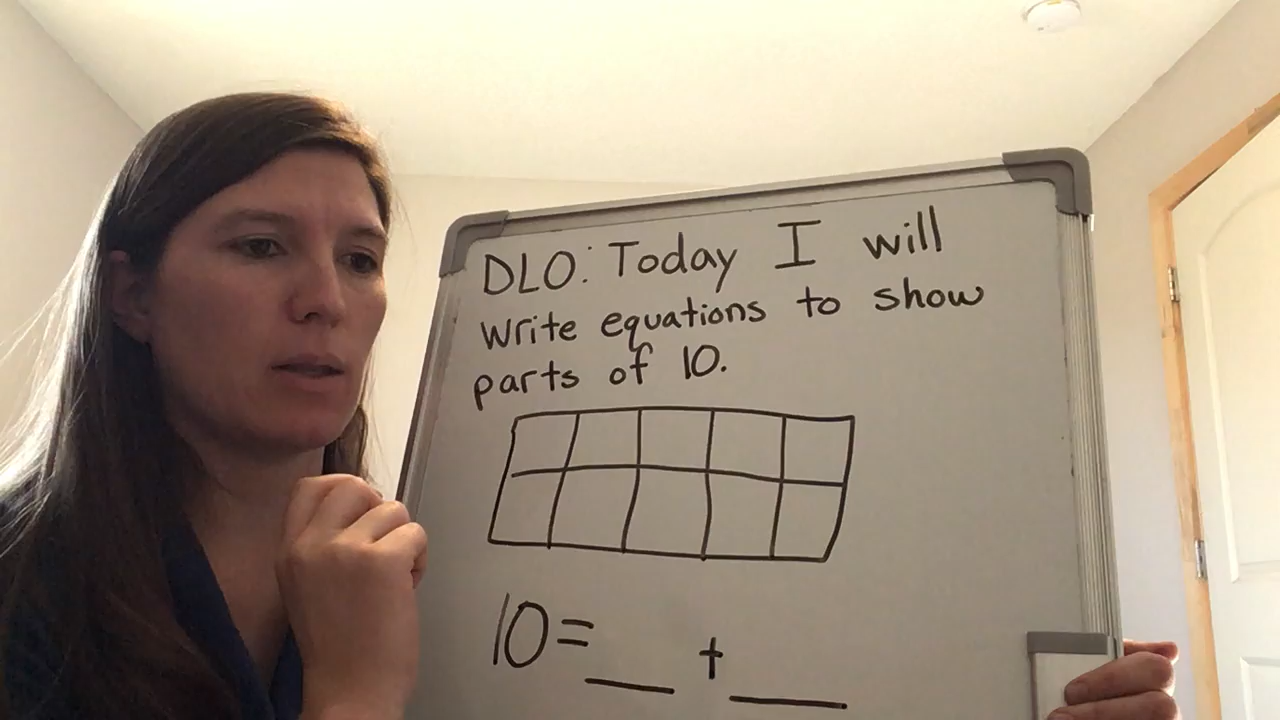 DLO: Today I will
write equations to show
parts of 10.
10 = __ + __